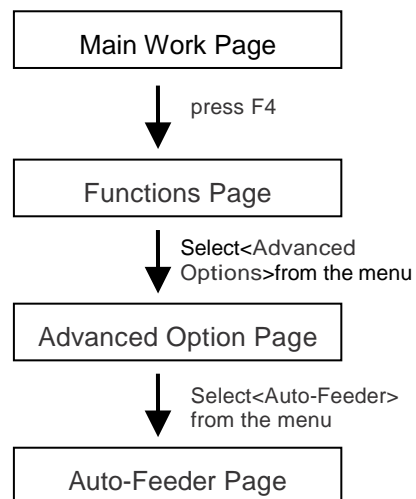 Main Work Page
press F4
Functions Page
Select<Advanced
Options>from the menu
Advanced Option Page
Select<Auto-Feeder>
from the menu
Auto-Feeder Page